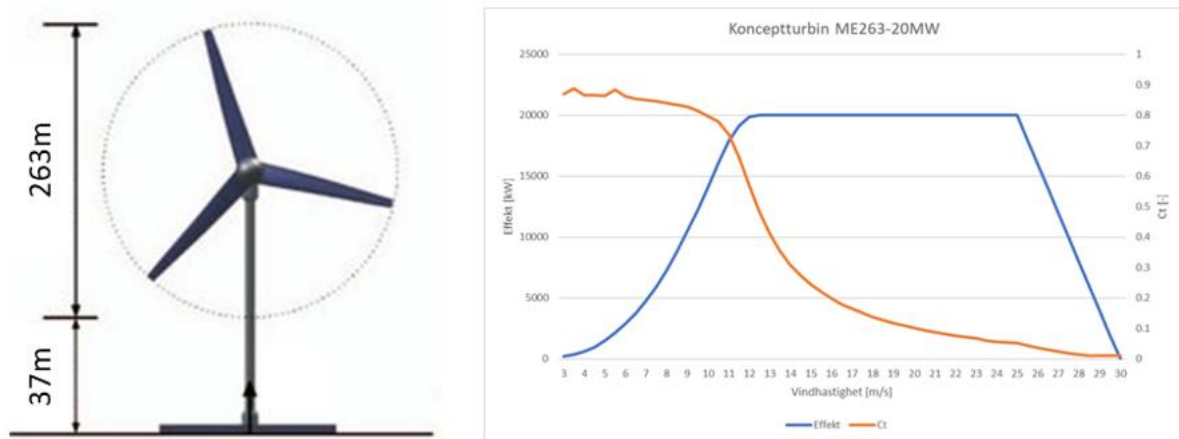 263m
37m
Konceptturbin ME263-20MW
25000
20000
15000
10000
5000
0
Effekt [kW]
1
0.9
0.8
0.7
0.6
0.5
0.4
0.3
0.2
0.1
0
Ct [-]
3 4 5 6 7 8 9 10 11 12 13 14 15 16 17 18 19 20 21 22 23 24 25 26 27 28 29 30
Vindhastighet [m/s]
Effekt Ct